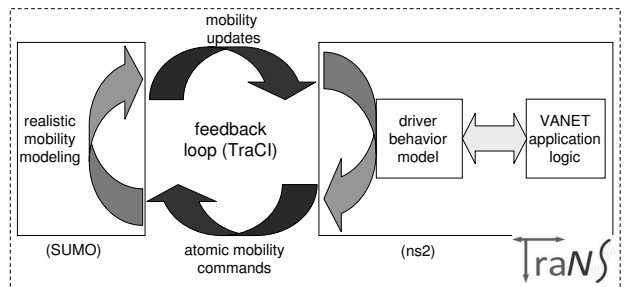 mobility
updates
realistic
mobility
modeling
feedback
loop (TraCI)
driver
behavior
model
VANET
application
logic
(SUMO)
atomic mobility
commands
(ns2)
TraNS